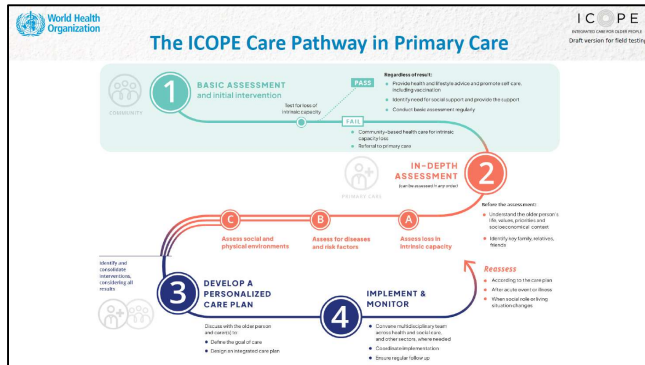 World Health
Organization
The ICOPE Care Pathway in Primary Care
ICOPE
INTEGRATED CARE FOR OLDER PEOPLE
Draft version for field testing
COMMUNITY
1
BASIC ASSESSMENT
and initial intervention
Test for loss of
intrinsic capacity
PASS
Regardless of result:
Provide health and lifestyle advice and promote self-care,
including vaccination
Identify need for social support and provide the support
Conduct basic assessment regularly
FAIL
Community-based health care for intrinsic
capacity loss
Referral to primary care
PRIMARY CARE
IN-DEPTH
ASSESSMENT
(can be assessed in any order)
2
Before the assessment:
Understand the older person's
life, values, priorities and
socioeconomical context
Identify key family, relatives,
friends
A
Assess loss in
intrinsic capacity
B
Assess for diseases
and risk factors
C
Assess social and
physical environments
Identify and
consolidate
interventions,
considering all
results
3
DEVELOP A
PERSONALIZED
CARE PLAN
Discuss with the older person
and carer(s) to:
Define the goal of care
Design an integrated care plan
4
IMPLEMENT &
MONITOR
Convene multidisciplinary team
across health and social care,
and other sectors, where needed
Coordinate implementation
Ensure regular follow up
Reassess
According to the care plan
After acute event or illness
When social role or living
situation changes